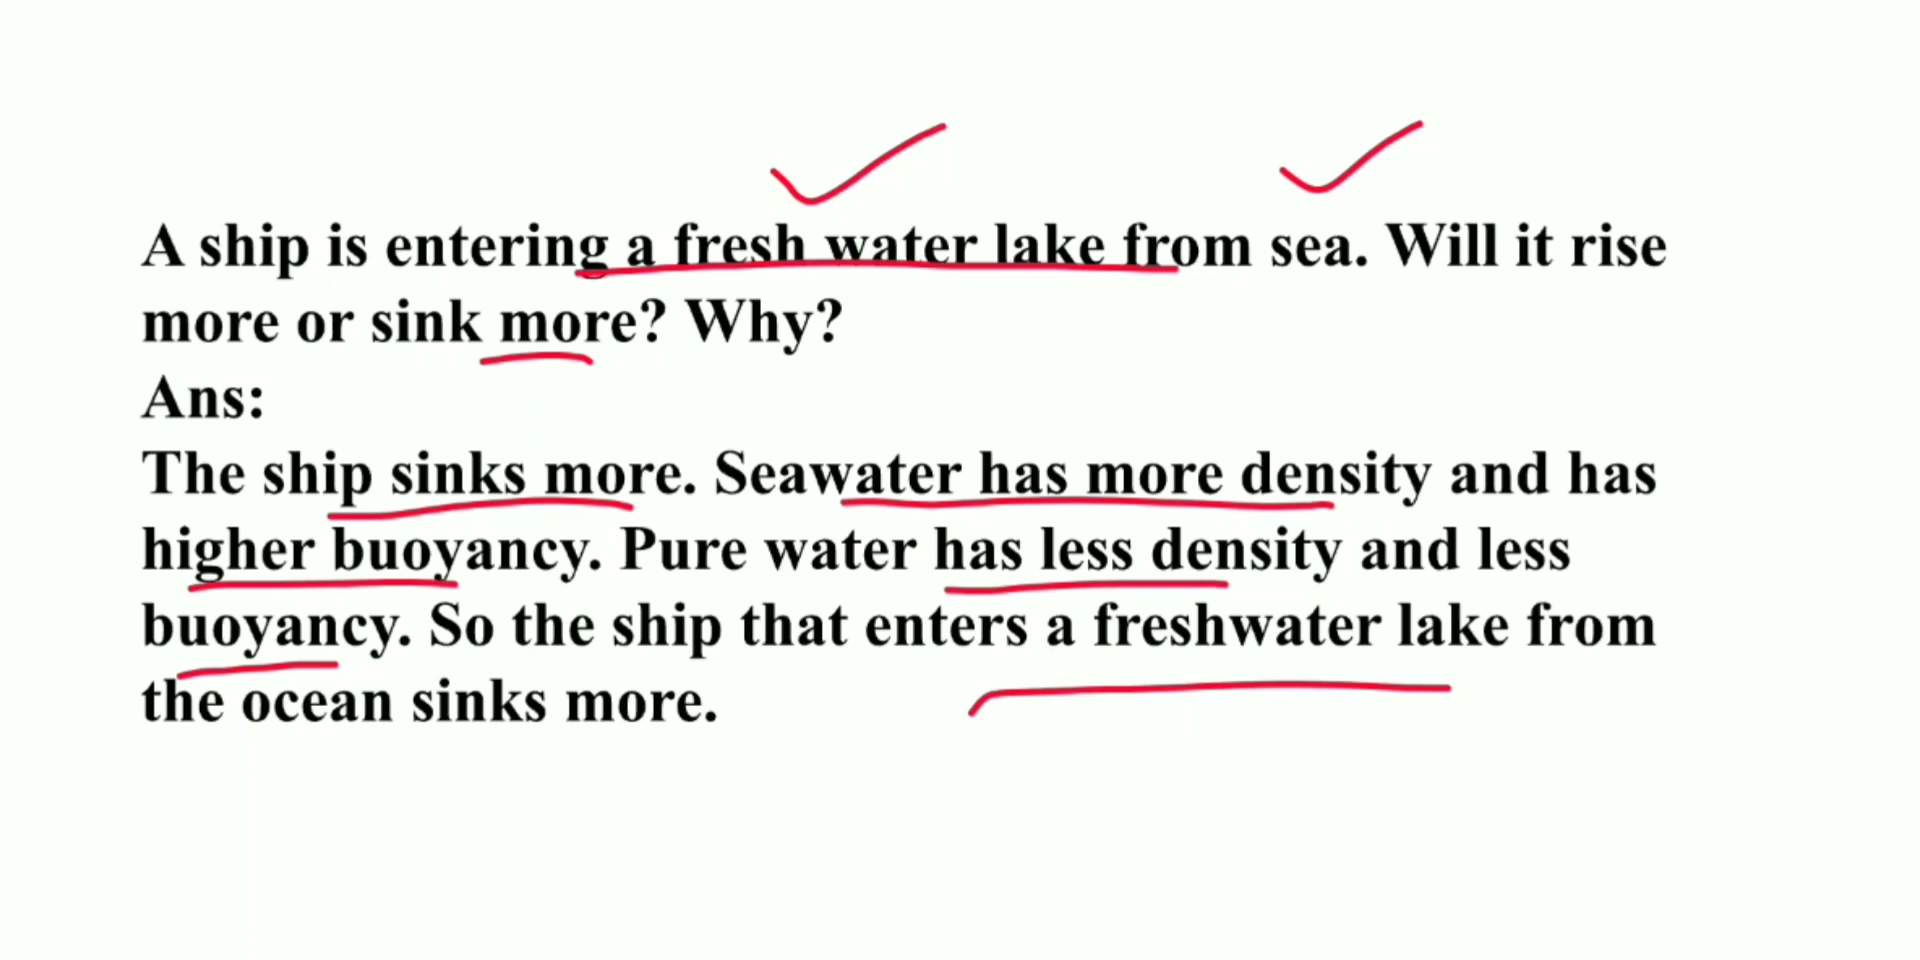 A ship is entering a fresh water lake from sea. Will it rise
more or sink more? Why?
Ans:
The ship sinks more. Seawater has more density and has
higher buoyancy. Pure water has less density and less
buoyancy. So the ship that enters a freshwater lake from
the ocean sinks more.